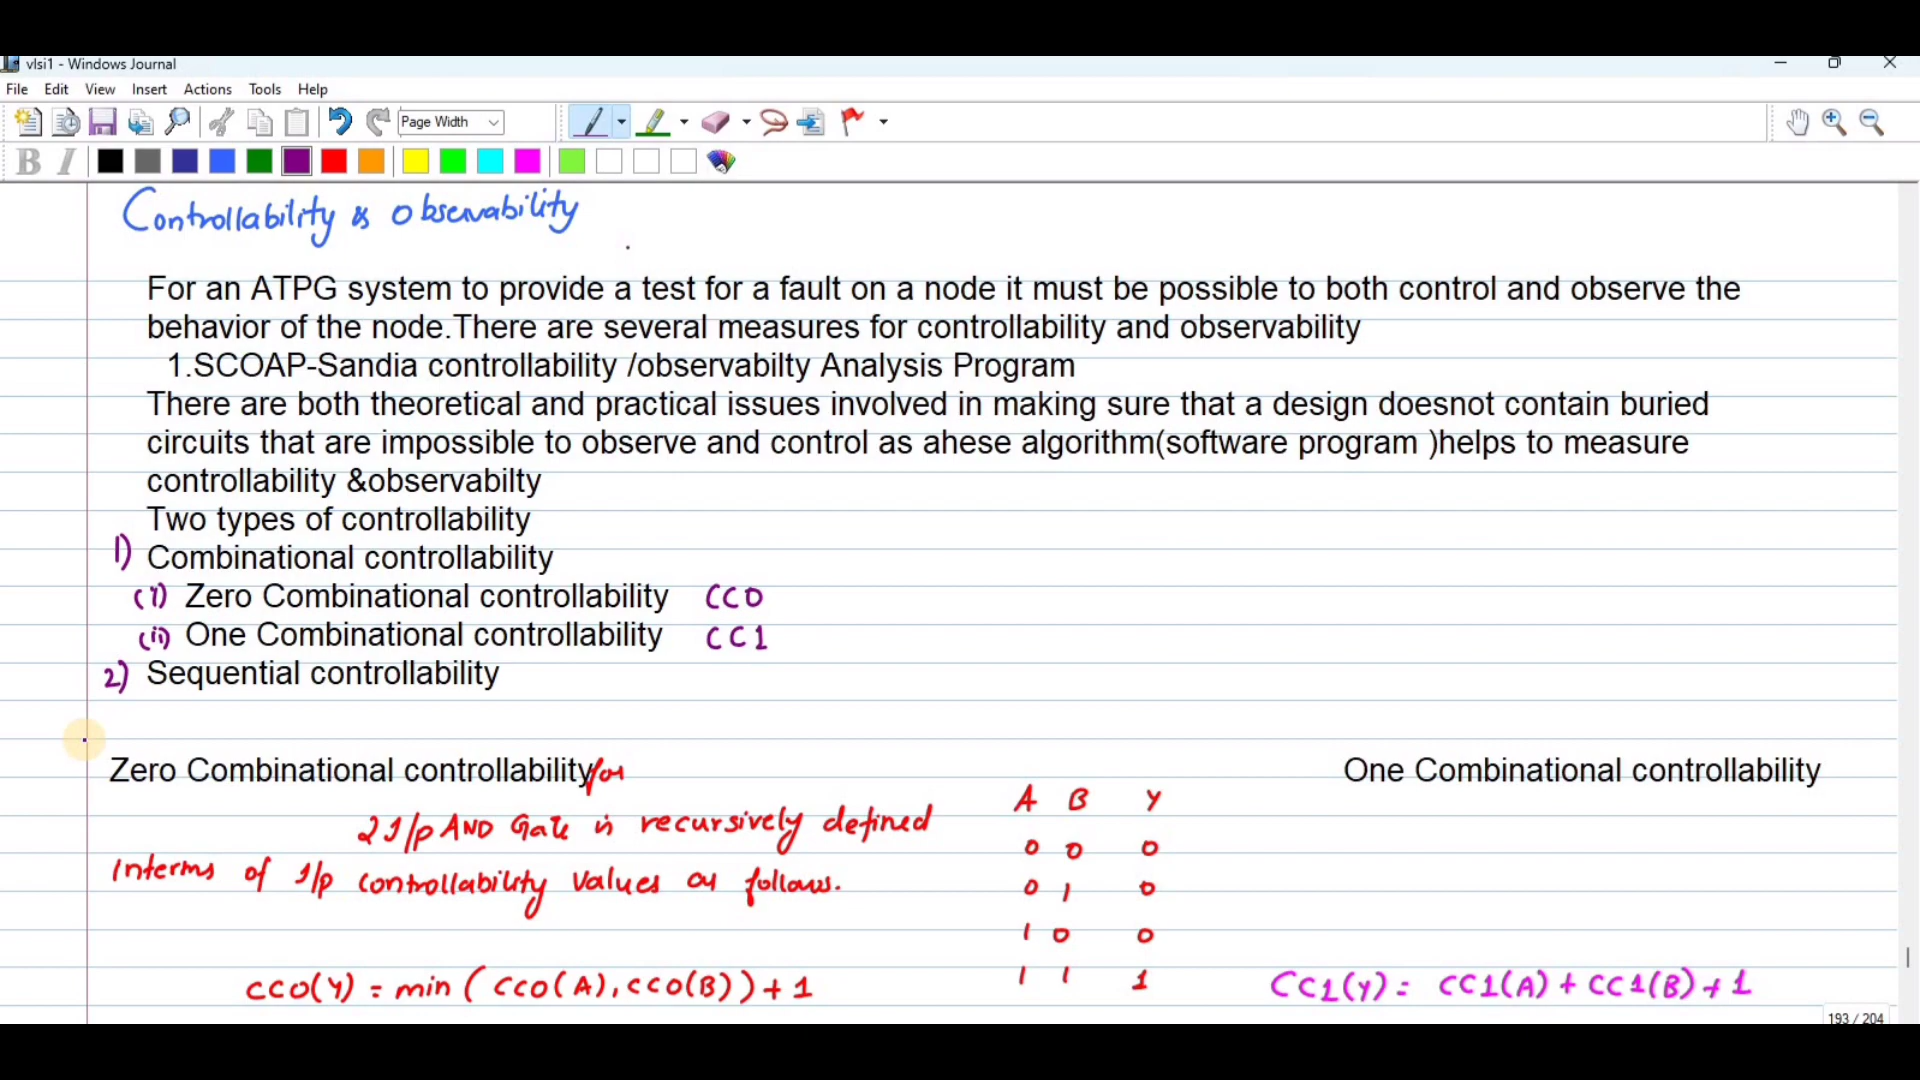 vlsi1 - Windows Journal
File Edit View Insert Actions Tools Help
Page Width
B I
Controllability & Observability
For an ATPG system to provide a test for a fault on a node it must be possible to both control and observe the
behavior of the node.There are several measures for controllability and observability
1.SCOAP-Sandia controllability /observabilty Analysis Program
There are both theoretical and practical issues involved in making sure that a design doesnot contain buried
circuits that are impossible to observe and control as ahese algorithm(software program )helps to measure
controllability &observabilty
Two types of controllability
1) Combinational controllability
(i) Zero Combinational controllability CC0
(ii) One Combinational controllability CC1
2) Sequential controllability
Zero Combinational controllability for
2 I/p AND Gate is recursively defined
Interms of I/p controllability values as follows.
CC0(Y) = min ( CC0(A), CC0(B) ) + 1
A B Y
0 0 0
0 1 0
1 0 0
1 1 1
One Combinational controllability
CC1(Y) = CC1(A) + CC1(B) + 1
193 / 204